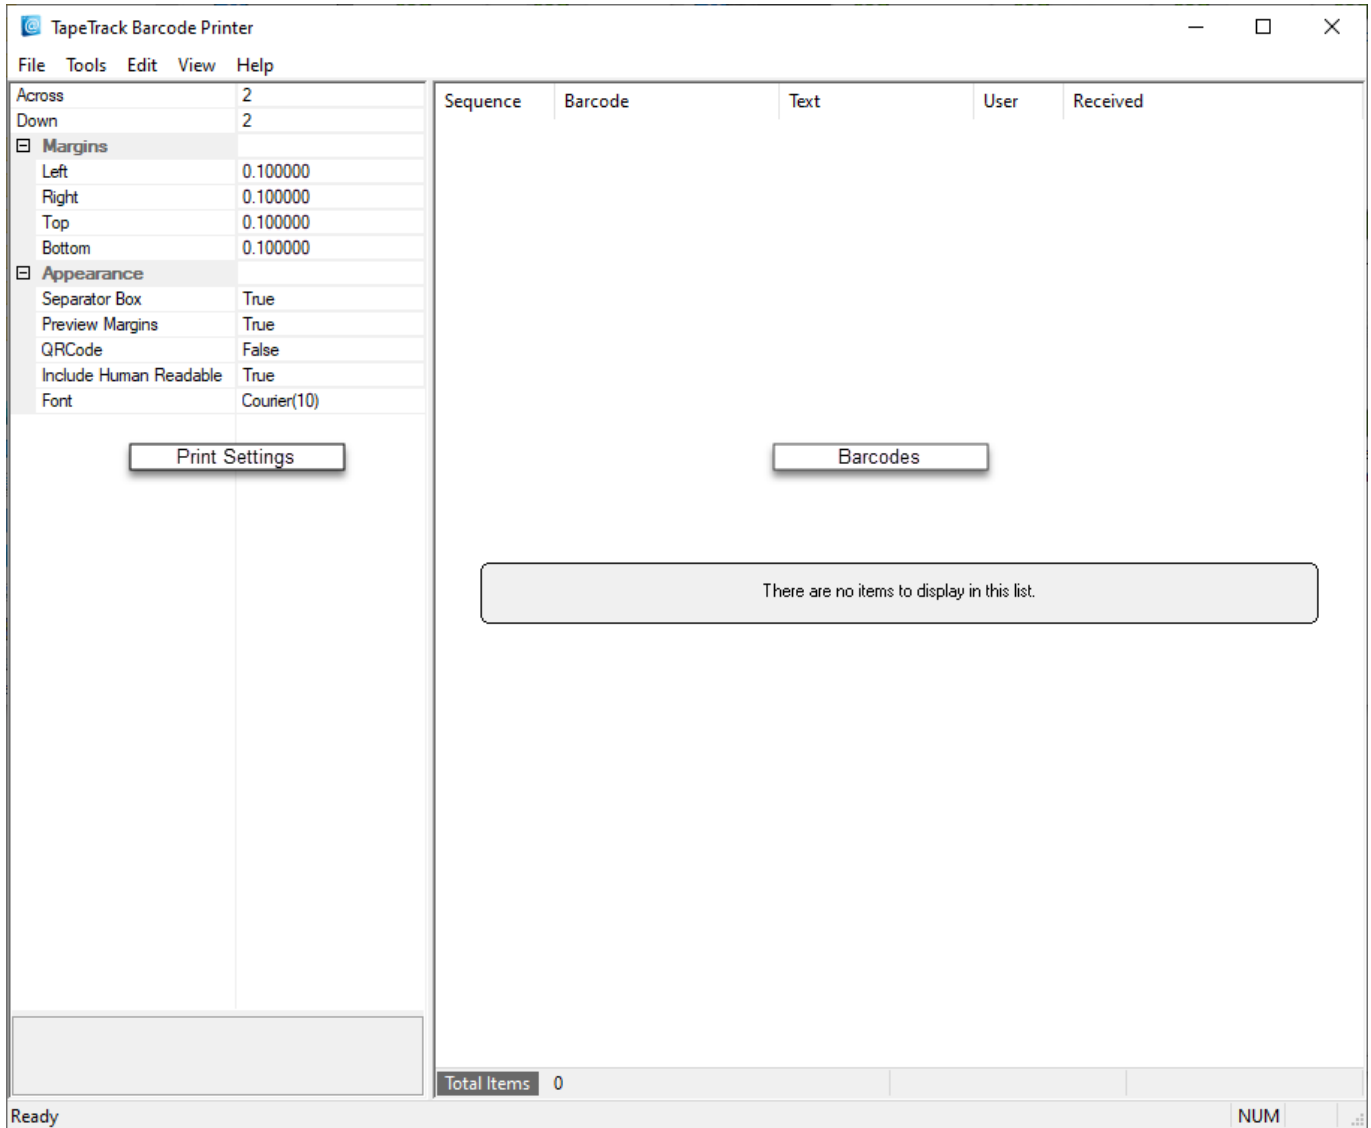 TapeTrack Barcode Printer
File Tools Edit View Help
Across 2
Down 2
Margins
Left 0.100000
Right 0.100000
Top 0.100000
Bottom 0.100000
Appearance
Separator Box True
Preview Margins True
QRCode False
Include Human Readable True
Font Courier(10)
Print Settings
Sequence Barcode Text User Received
Barcodes
There are no items to display in this list.
Total Items 0
Ready NUM